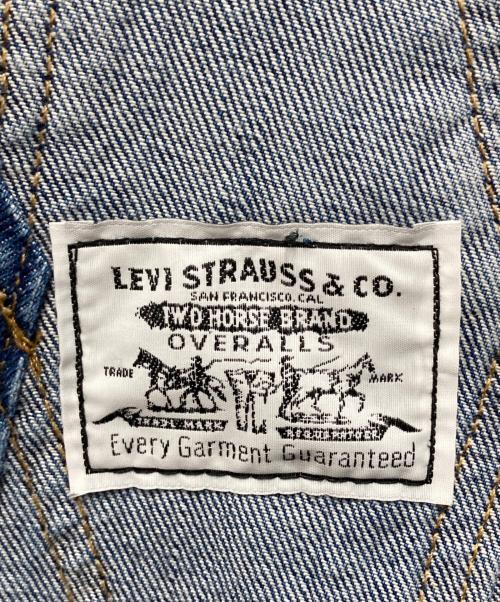 LEVI STRAUSS & CO.
SAN FRANCISCO, CAL
TWO HORSE BRAND
OVERALLS
TRADE MARK
Every Garment Guaranteed